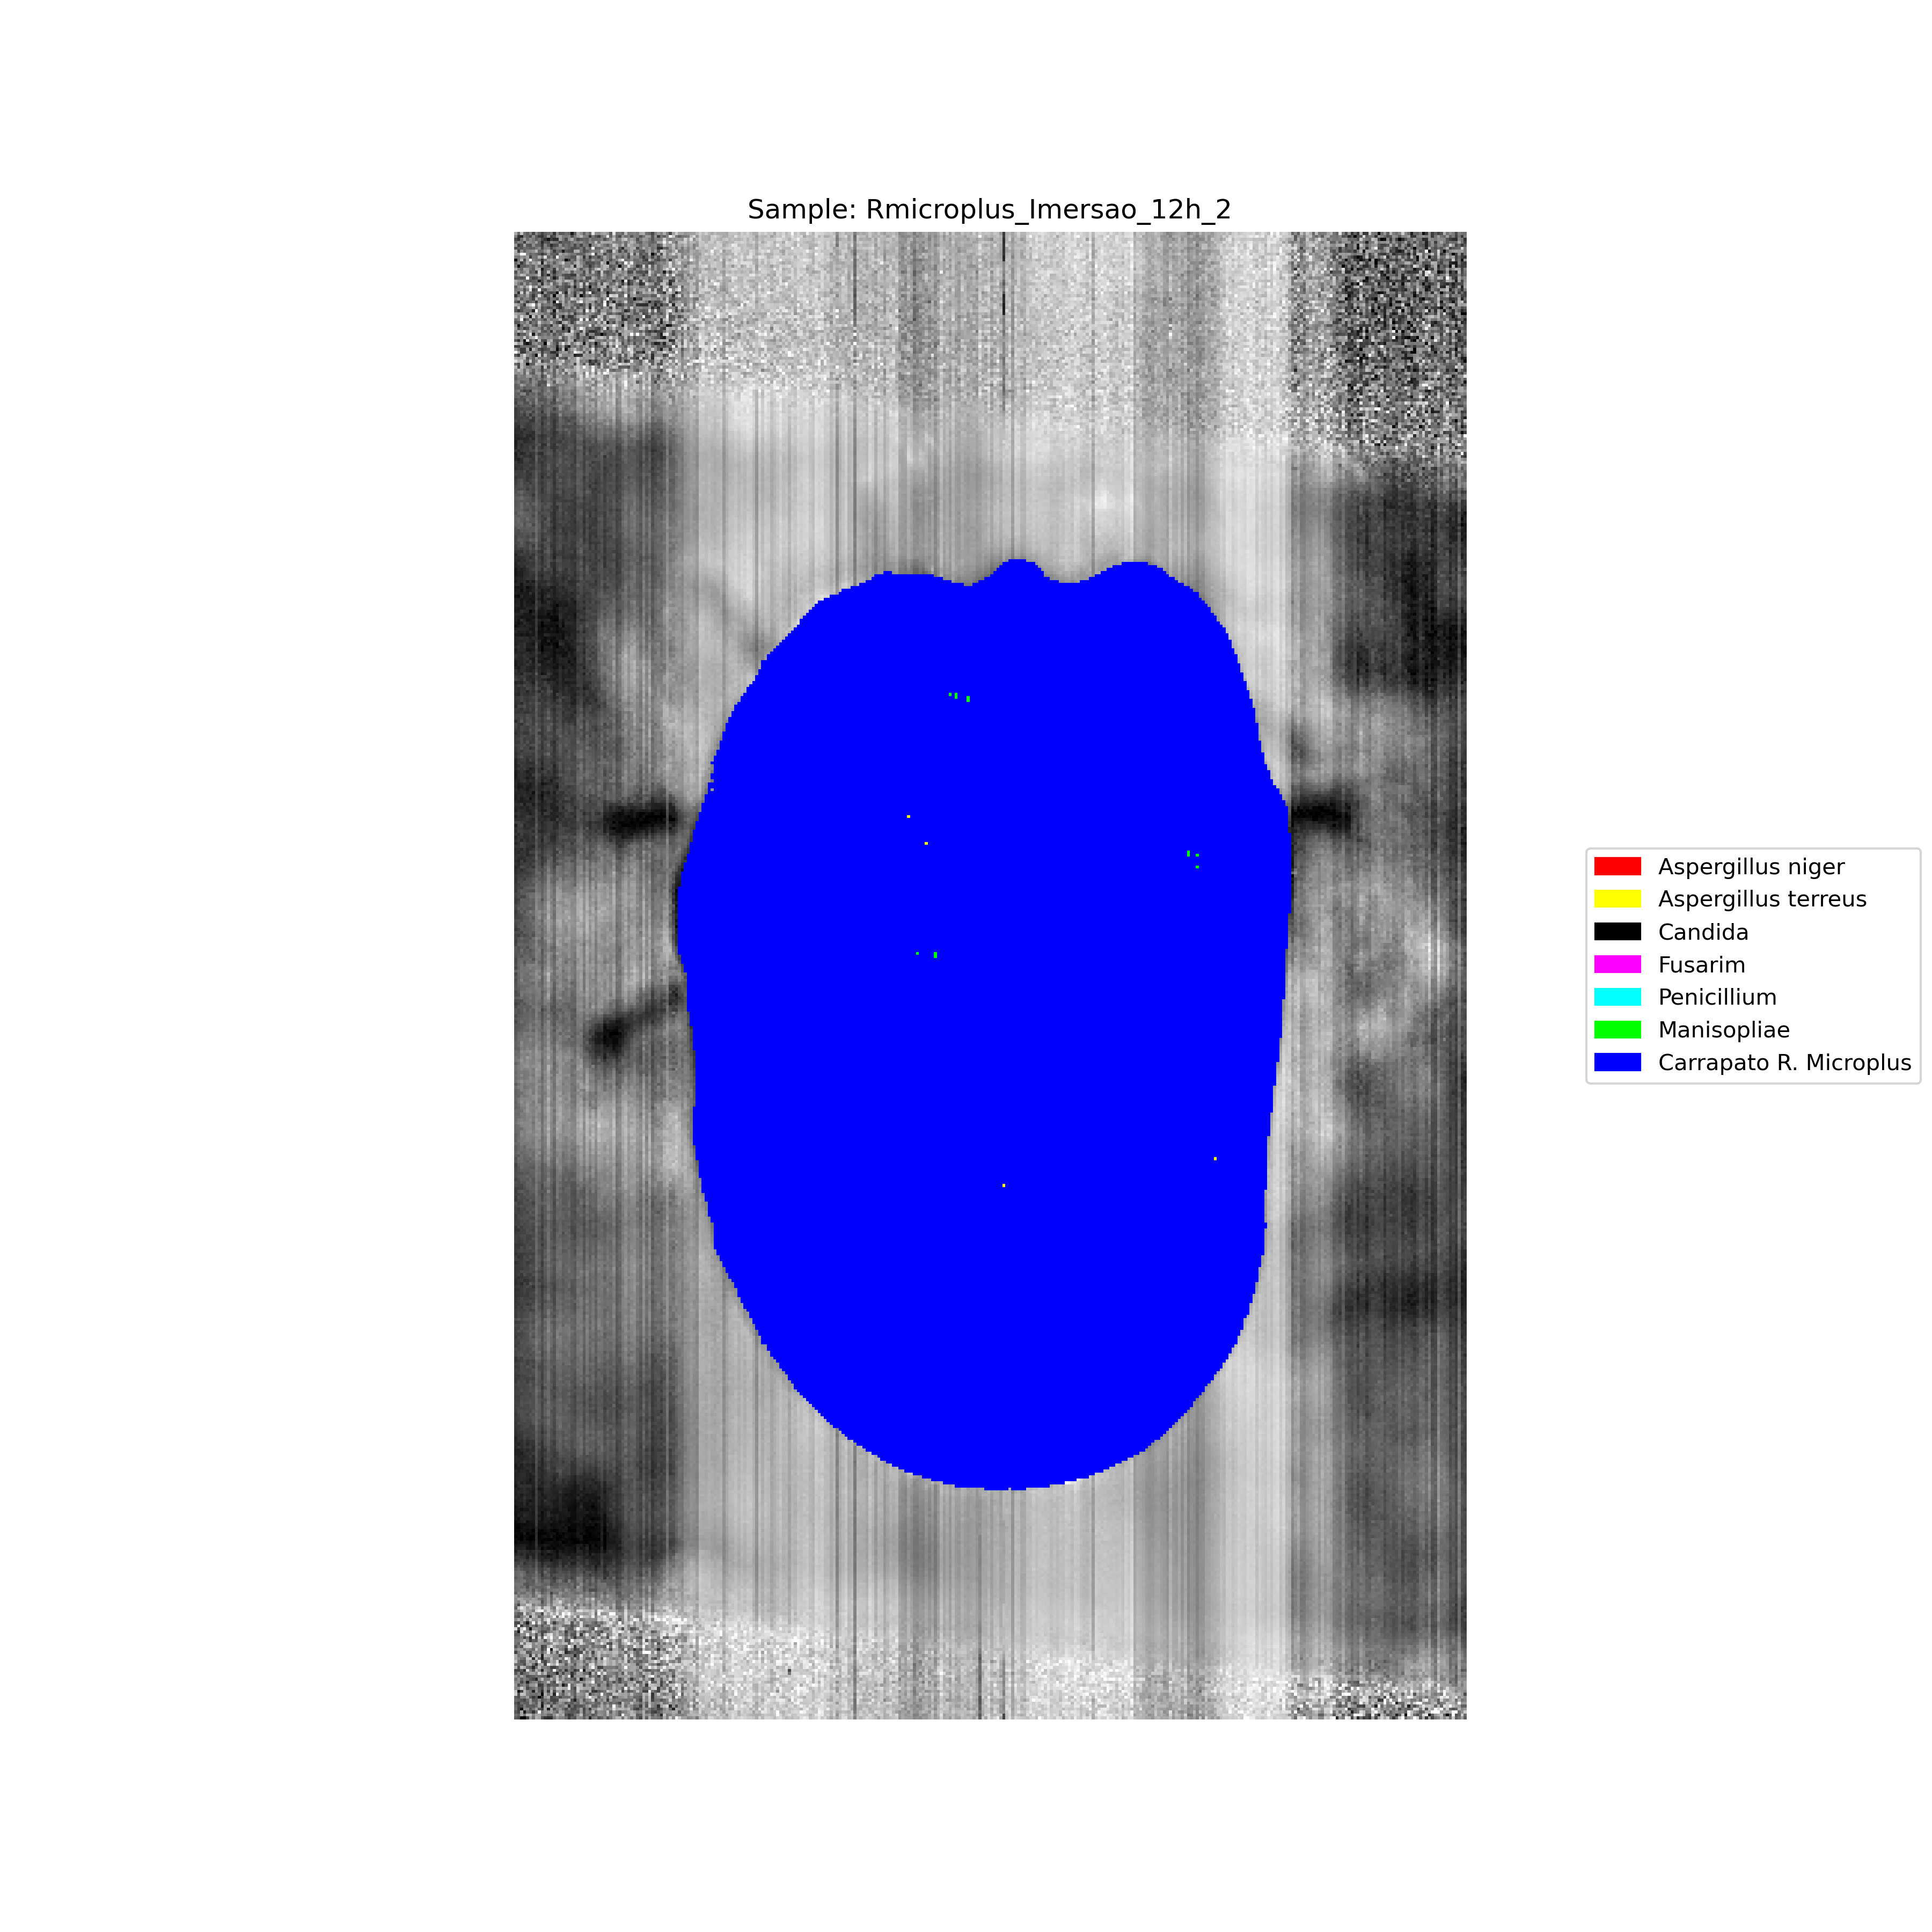 Sample: Rmicroplus_Imersao_12h_2
Aspergillus niger
Aspergillus terreus
Candida
Fusarim
Penicillium
Manisopliae
Carrapato R. Microplus